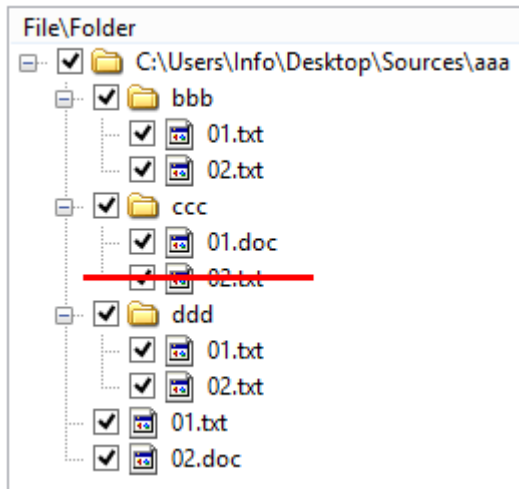 File\Folder
C:\Users\Info\Desktop\Sources\aaa
bbb
01.txt
02.txt
ccc
01.doc
02.txt
ddd
01.txt
02.txt
01.txt
02.doc